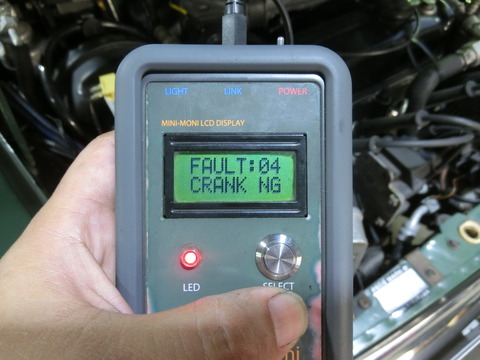 LIGHT LINK POWER
MINI-MONI LCD DISPLAY
FAULT:04
CRANK NG
LED SELECT